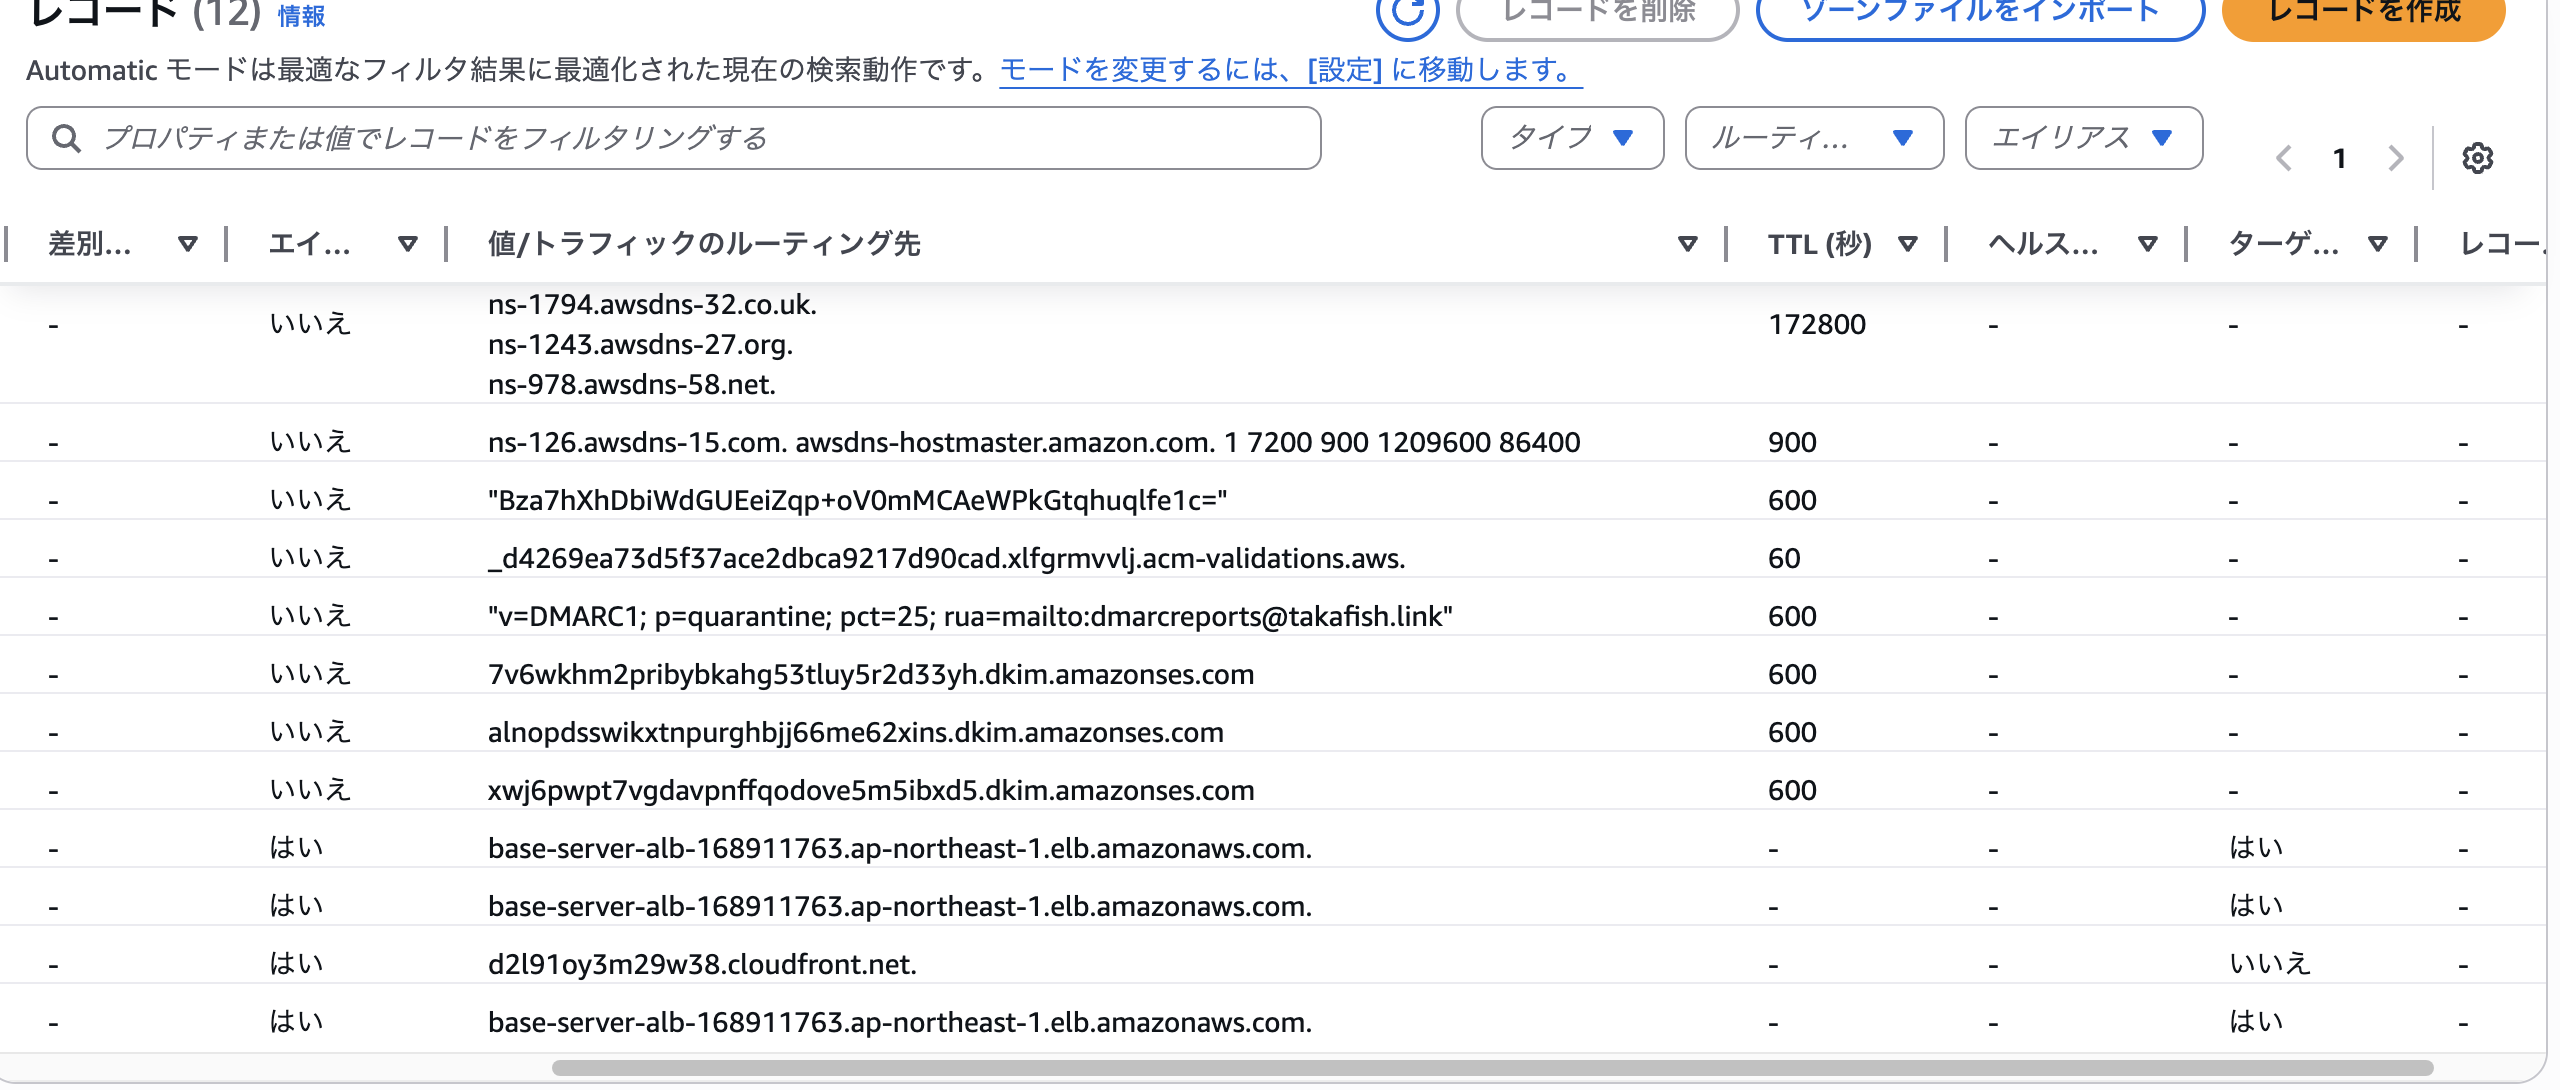 レコード (12) 情報 レコードを削除 ゾーンファイルをインポート レコードを作成
Automatic モードは最適なフィルタ結果に最適化された現在の検索動作です。モードを変更するには、[設定] に移動します。
プロパティまたは値でレコードをフィルタリングする タイプ ルーティ... エイリアス 1
差別... エイ... 値/トラフィックのルーティング先 TTL (秒) ヘルス... ターゲ... レコー..
- いいえ ns-1794.awsdns-32.co.uk. 172800 - - -
ns-1243.awsdns-27.org.
ns-978.awsdns-58.net.
- いいえ ns-126.awsdns-15.com. awsdns-hostmaster.amazon.com. 1 7200 900 1209600 86400 900 - - -
- いいえ "Bza7hXhDbiWdGUEeiZqp+oV0mMCAeWPkGtqhuqlfe1c=" 600 - - -
- いいえ _d4269ea73d5f37ace2dbca9217d90cad.xlfgrmvvlj.acm-validations.aws. 60 - - -
- いいえ "v=DMARC1; p=quarantine; pct=25; rua=mailto:dmarcreports@takafish.link" 600 - - -
- いいえ 7v6wkhm2pribybkahg53tluy5r2d33yh.dkim.amazonses.com 600 - - -
- いいえ alnopdsswikxtnpurghbjj66me62xins.dkim.amazonses.com 600 - - -
- いいえ xwj6pwpt7vgdavpnffqodove5m5ibxd5.dkim.amazonses.com 600 - - -
- はい base-server-alb-168911763.ap-northeast-1.elb.amazonaws.com. - - はい -
- はい base-server-alb-168911763.ap-northeast-1.elb.amazonaws.com. - - はい -
- はい d2l91oy3m29w38.cloudfront.net. - - いいえ -
- はい base-server-alb-168911763.ap-northeast-1.elb.amazonaws.com. - - はい -